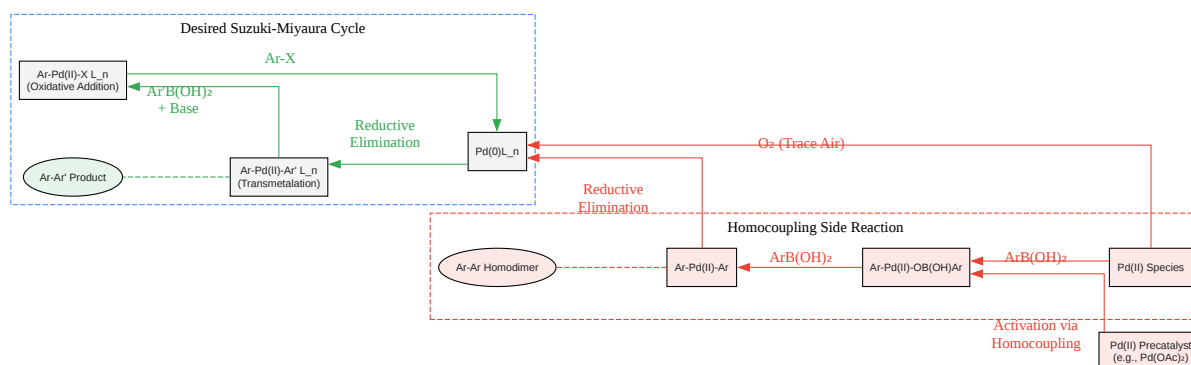 Desired Suzuki-Miyaura Cycle
Ar-X
Ar-Pd(II)-X L_n
(Oxidative Addition)
Ar'B(OH)₂
+ Base
Reductive
Elimination
Pd(0)L_n
O₂ (Trace Air)
Ar-Ar' Product
Ar-Pd(II)-Ar' L_n
(Transmetalation)
Reductive
Elimination
Homocoupling Side Reaction
Ar-Ar Homodimer
Ar-Pd(II)-Ar
ArB(OH)₂
Ar-Pd(II)-OB(OH)Ar
ArB(OH)₂
Pd(II) Species
Activation via
Homocoupling
Pd(II) Precatalyst
(e.g., Pd(OAc)₂)